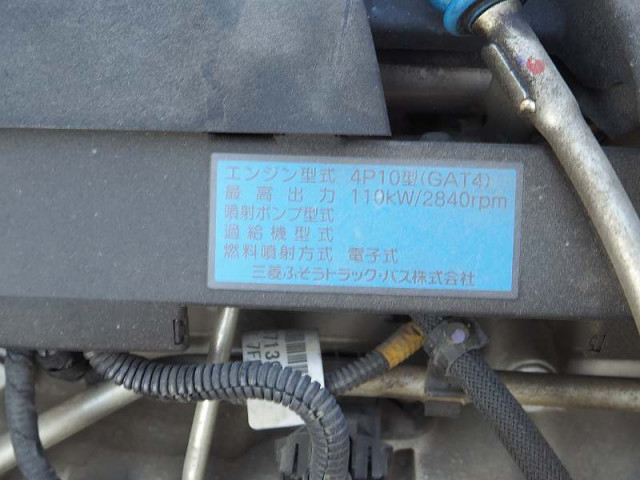 エンジン型式 4P10型(GAT4)
最高出力 110kW/2840rpm
噴射ポンプ型式
過給機型式
燃料噴射方式 電子式
三菱ふそうトラック・バス株式会社
713
7F